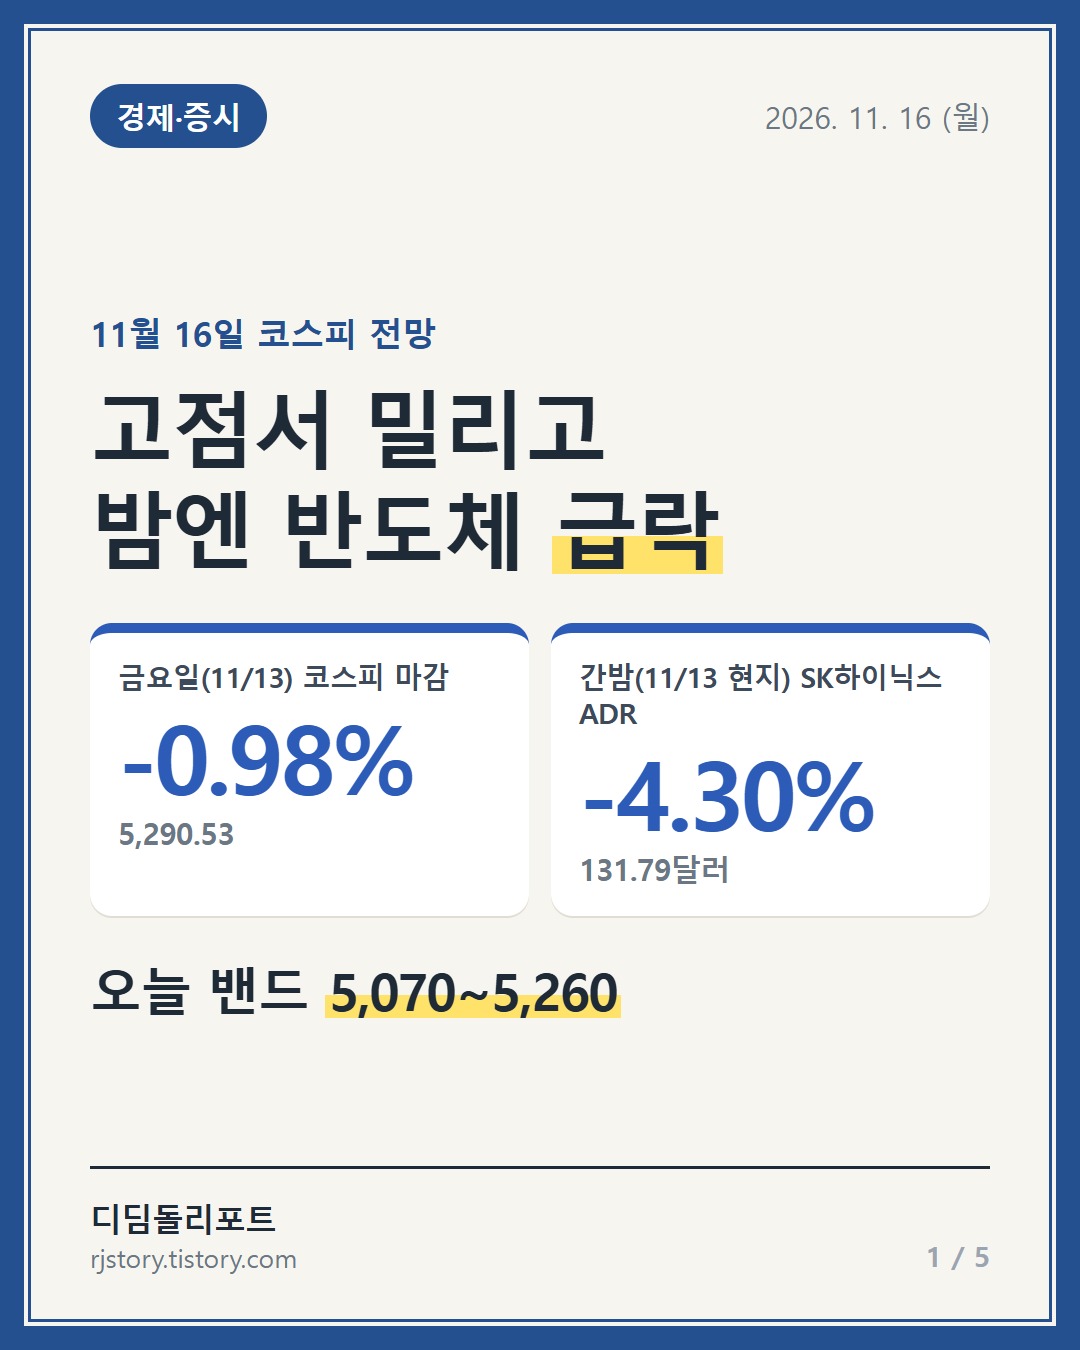 경제·증시
2026. 11. 16 (월)
11월 16일 코스피 전망
고점서 밀리고
밤엔 반도체 급락
금요일(11/13) 코스피 마감
-0.98%
5,290.53
간밤(11/13 현지) SK하이닉스
ADR
-4.30%
131.79달러
오늘 밴드 5,070~5,260
디딤돌리포트
rjstory.tistory.com
1 / 5